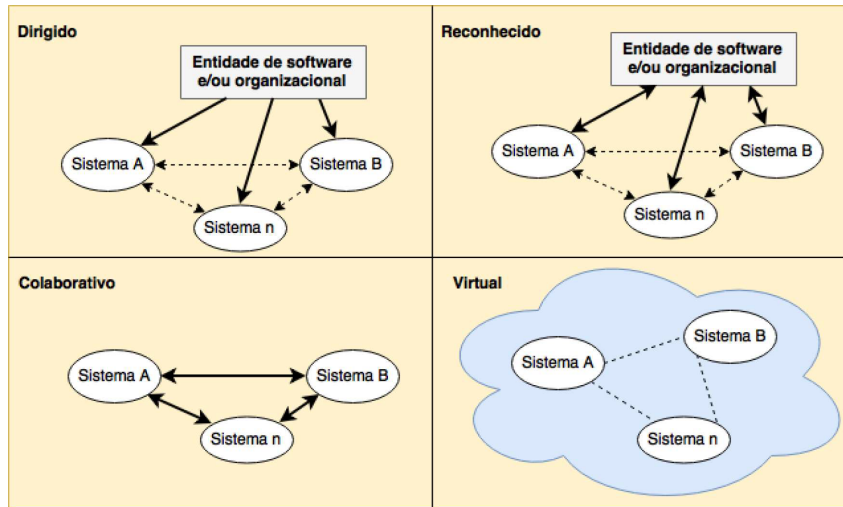 Dirigido
Entidade de software
e/ou organizacional
Sistema A
Sistema B
Sistema n
Reconhecido
Entidade de software
e/ou organizacional
Sistema A
Sistema B
Sistema n
Colaborativo
Sistema A
Sistema B
Sistema n
Virtual
Sistema B
Sistema A
Sistema n